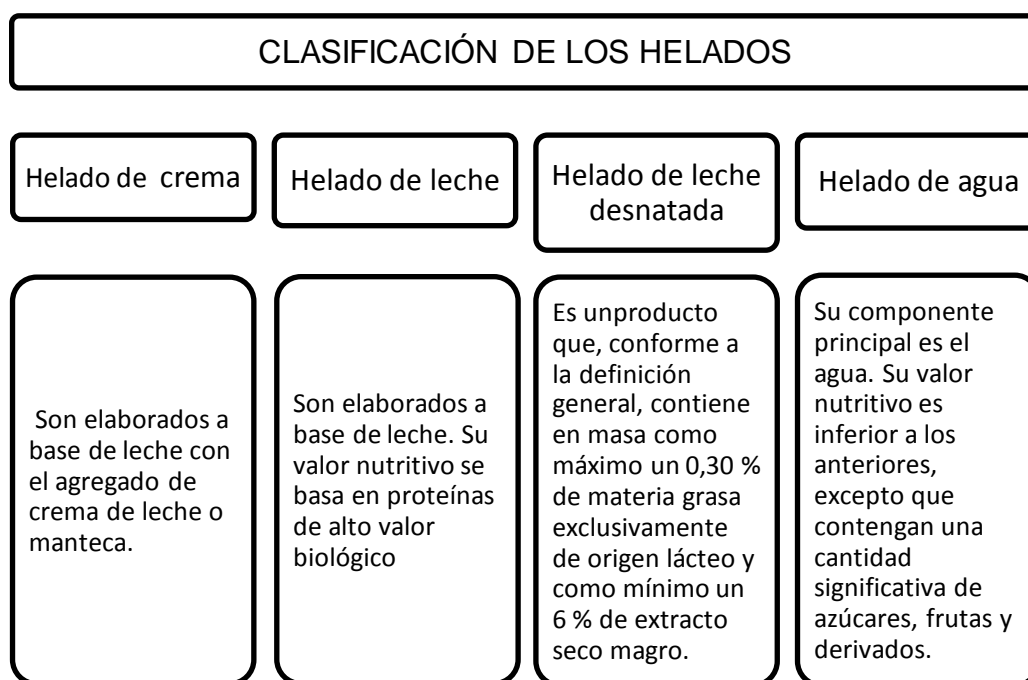 CLASIFICACIÓN DE LOS HELADOS
Helado de crema
Helado de leche
Helado de leche
desnatada
Helado de agua
Son elaborados a
base de leche con
el agregado de
crema de leche o
manteca.
Son elaborados a
base de leche. Su
valor nutritivo se
basa en proteínas
de alto valor
biológico
Es unproducto
que, conforme a
la definición
general, contiene
en masa como
máximo un 0,30 %
de materia grasa
exclusivamente
de origen lácteo y
como mínimo un
6 % de extracto
seco magro.
Su componente
principal es el
agua. Su valor
nutritivo es
inferior a los
anteriores,
excepto que
contengan una
cantidad
significativa de
azúcares, frutas y
derivados.